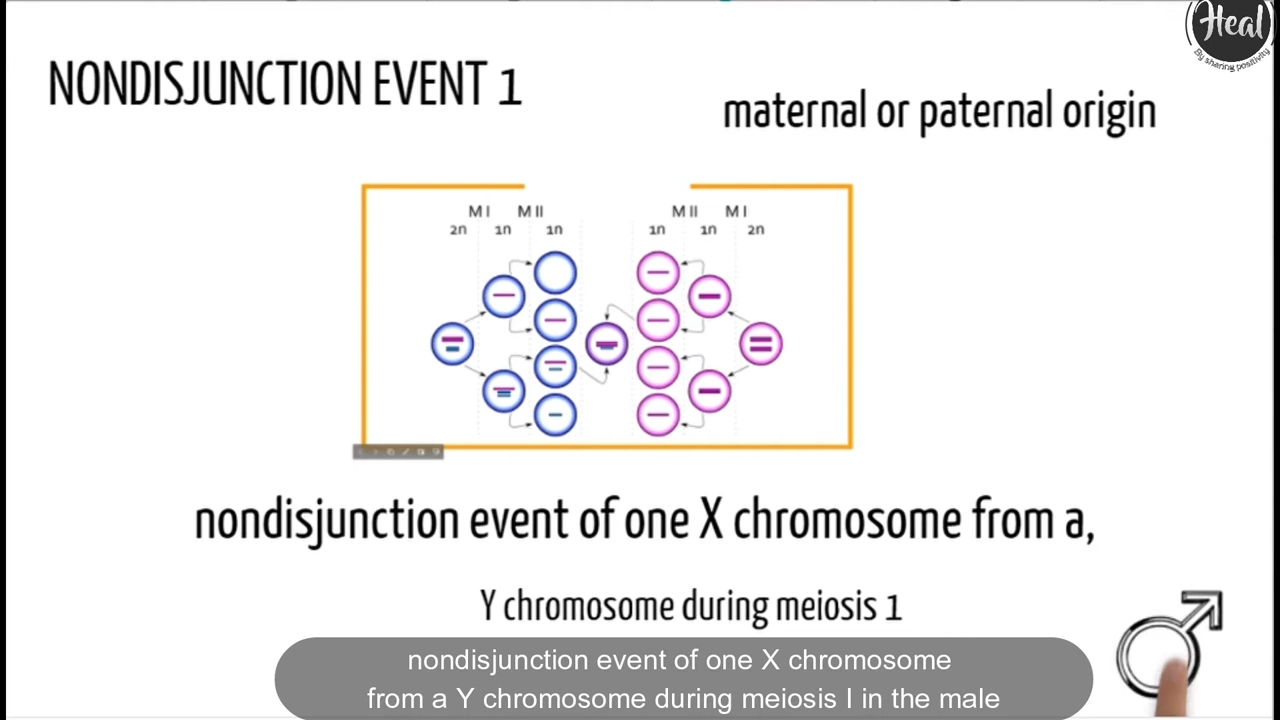 Heal
By sharing positivity
NONDISJUNCTION EVENT 1
maternal or paternal origin
M I M II M II M I
2n 1n 1n 1n 1n 2n
nondisjunction event of one X chromosome from a,
Y chromosome during meiosis 1
nondisjunction event of one X chromosome
from a Y chromosome during meiosis I in the male